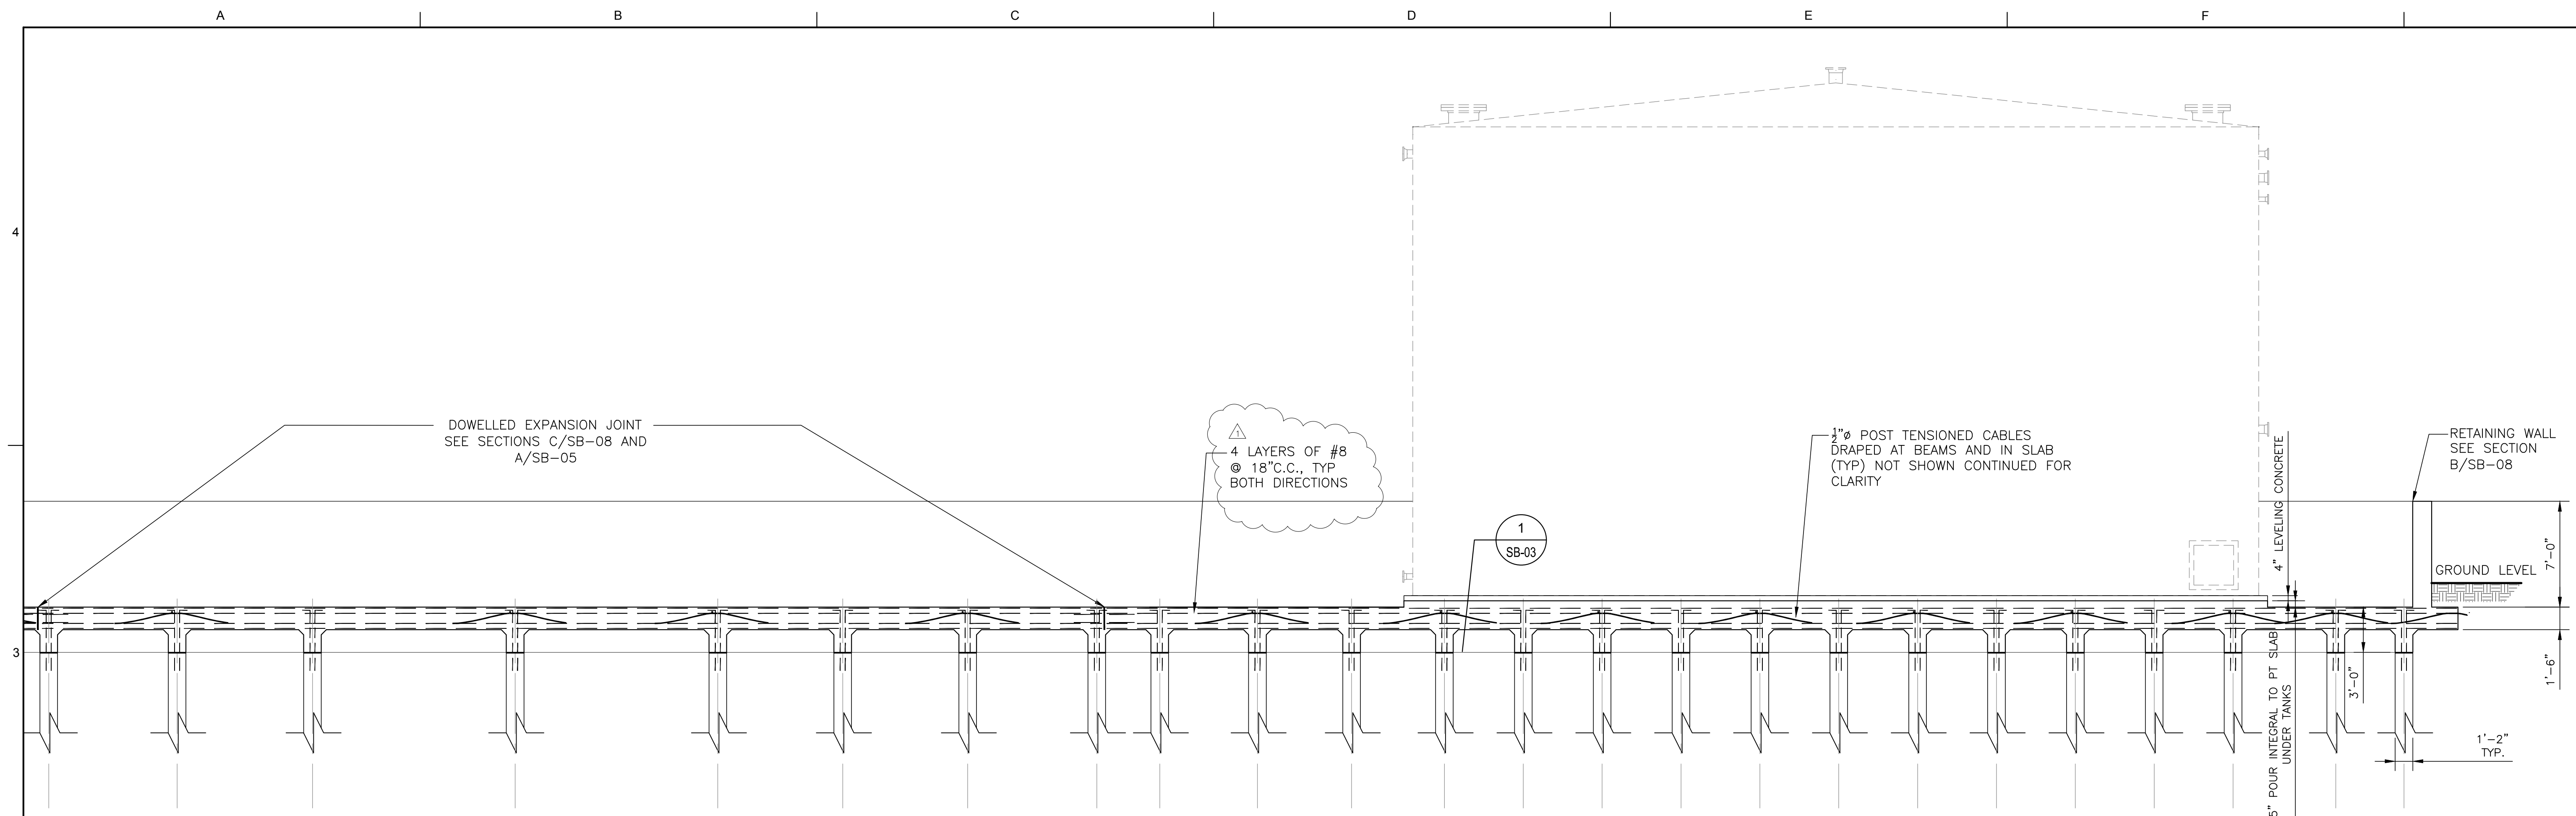 A
B
C
D
E
F
4
DOWELLED EXPANSION JOINT
SEE SECTIONS C/SB-08 AND
A/SB-05
1
4 LAYERS OF #8
@ 18"C.C., TYP
BOTH DIRECTIONS
1
SB-03
½"ø POST TENSIONED CABLES
DRAPED AT BEAMS AND IN SLAB
(TYP) NOT SHOWN CONTINUED FOR
CLARITY
4" LEVELING CONCRETE
RETAINING WALL
SEE SECTION
B/SB-08
GROUND LEVEL
7'-0"
3
5" POUR INTEGRAL TO PT SLAB
UNDER TANKS
3'-0"
1'-6"
1'-2"
TYP.